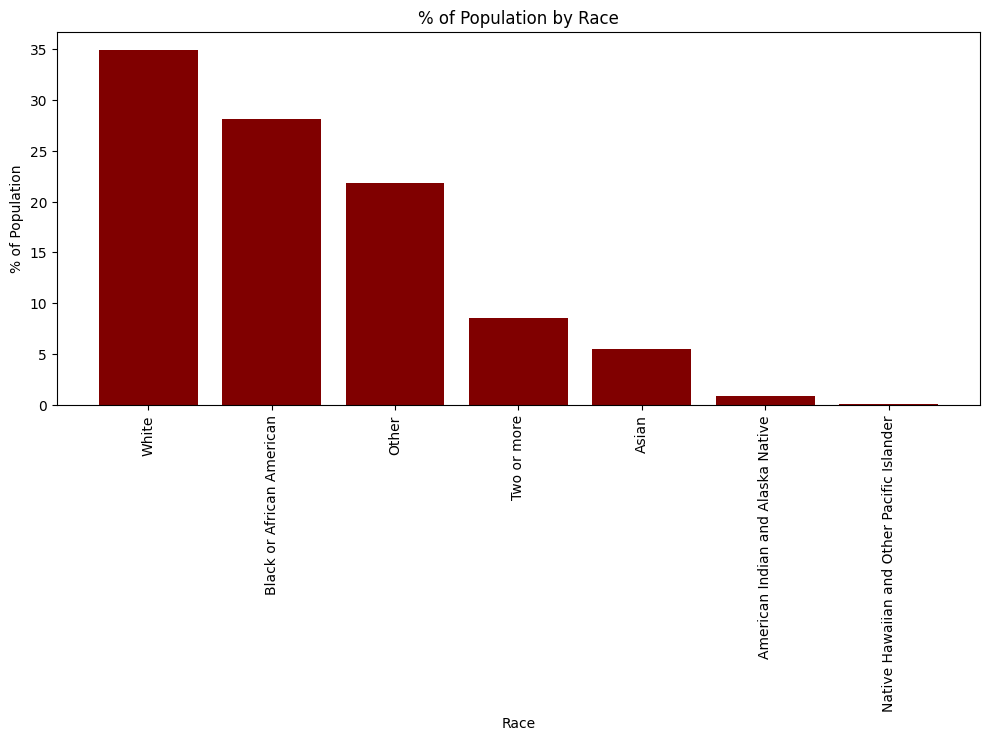 % of Population by Race
% of Population
35
30
25
20
15
10
5
0
White
Black or African American
Other
Two or more
Asian
American Indian and Alaska Native
Native Hawaiian and Other Pacific Islander
Race